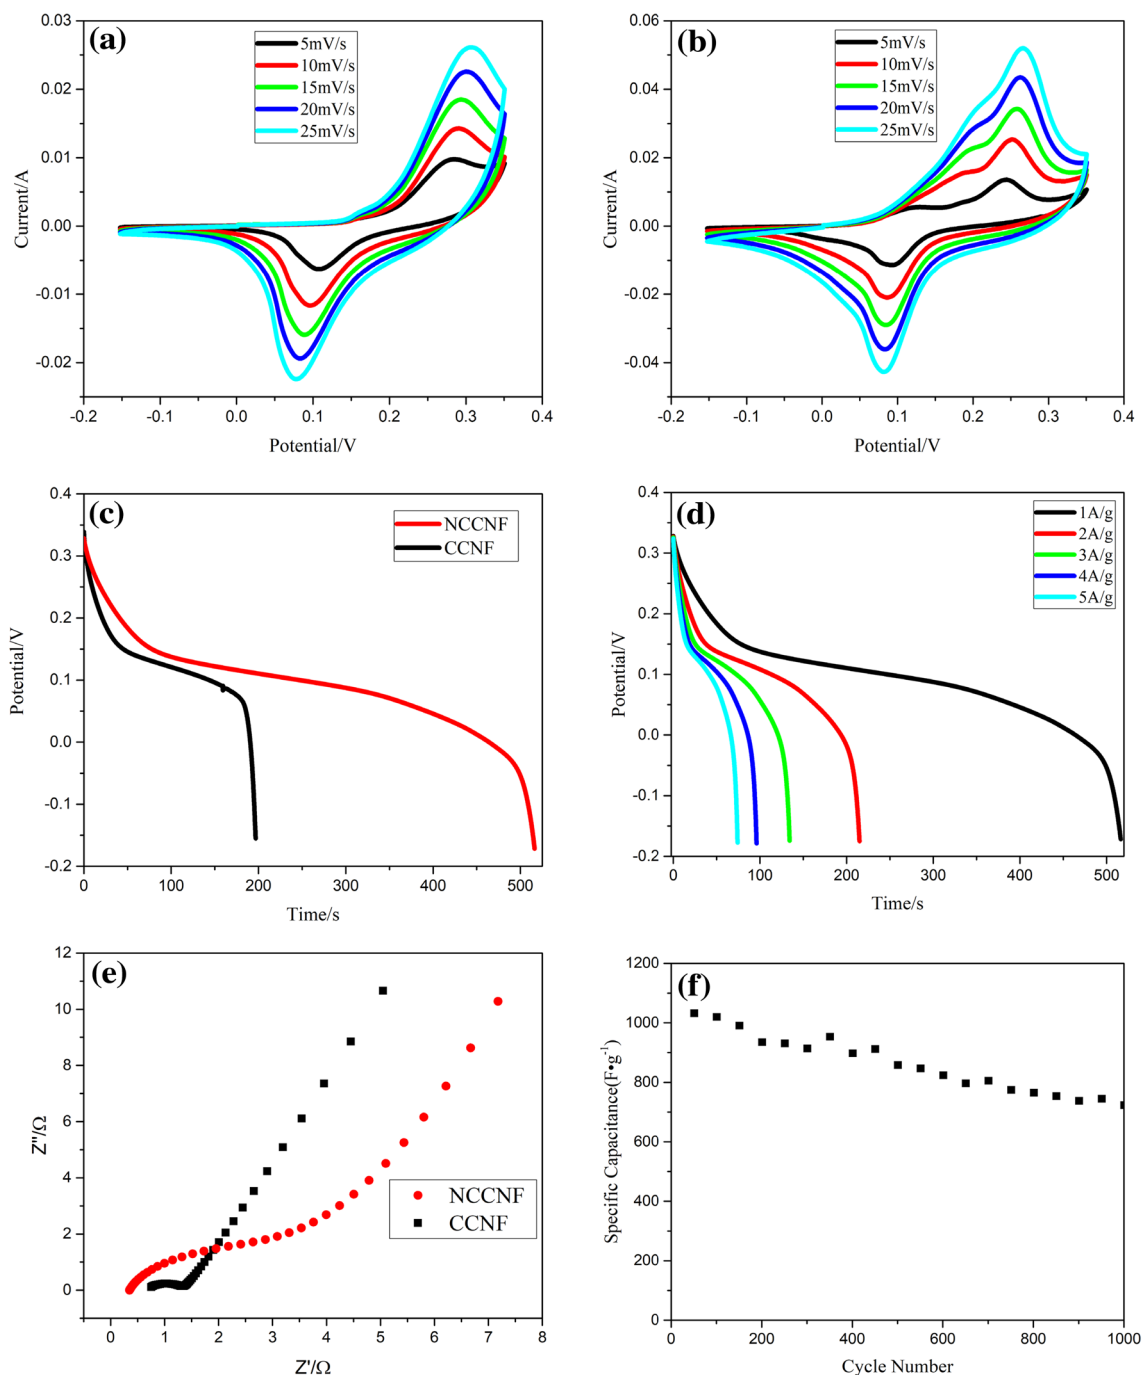 (a)
5mV/s
10mV/s
15mV/s
20mV/s
25mV/s
0.03
0.02
0.01
0.00
-0.01
-0.02
Current/A
-0.2
-0.1
0.0
0.1
0.2
0.3
0.4
Potential/V
(b)
5mV/s
10mV/s
15mV/s
20mV/s
25mV/s
0.06
0.04
0.02
0.00
-0.02
-0.04
Current/A
-0.2
-0.1
0.0
0.1
0.2
0.3
0.4
Potential/V
(c)
NCCNF
CCNF
0.4
0.3
0.2
0.1
0.0
-0.1
-0.2
Potential/V
0
100
200
300
400
500
Time/s
(d)
1A/g
2A/g
3A/g
4A/g
5A/g
0.4
0.3
0.2
0.1
0.0
-0.1
-0.2
Potential/V
0
100
200
300
400
500
Time/s
(e)
NCCNF
CCNF
12
10
8
6
4
2
0
Z''/Ω
0
1
2
3
4
5
6
7
8
Z'/Ω
(f)
1200
1000
800
600
400
200
0
Specific Capacitance(F•g⁻¹)
0
200
400
600
800
1000
Cycle Number